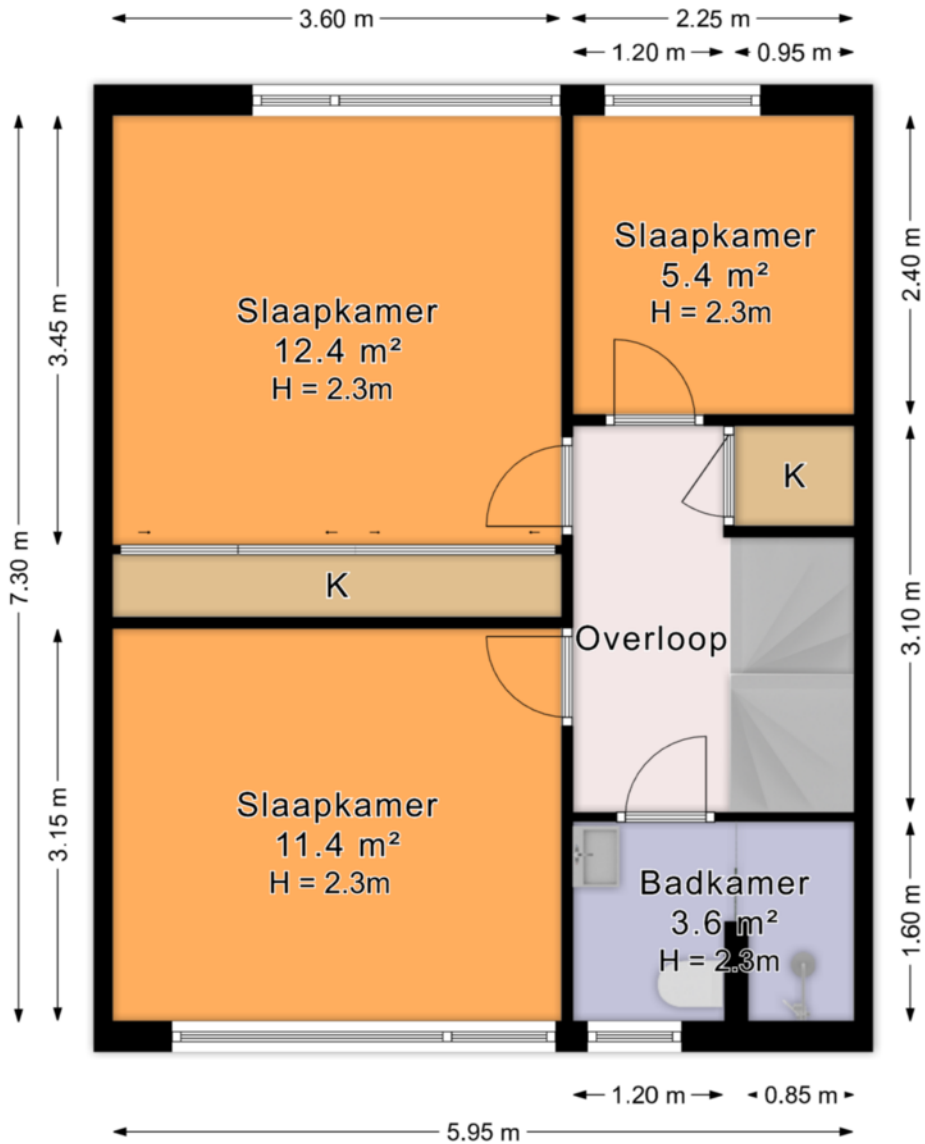 3.60 m
2.25 m
1.20 m
0.95 m
Slaapkamer
12.4 m²
H = 2.3m
Slaapkamer
5.4 m²
H = 2.3m
7.30 m
3.45 m
2.40 m
K
K
Overloop
3.10 m
Slaapkamer
11.4 m²
H = 2.3m
3.15 m
Badkamer
3.6 m²
H = 2.3m
1.60 m
1.20 m
0.85 m
5.95 m